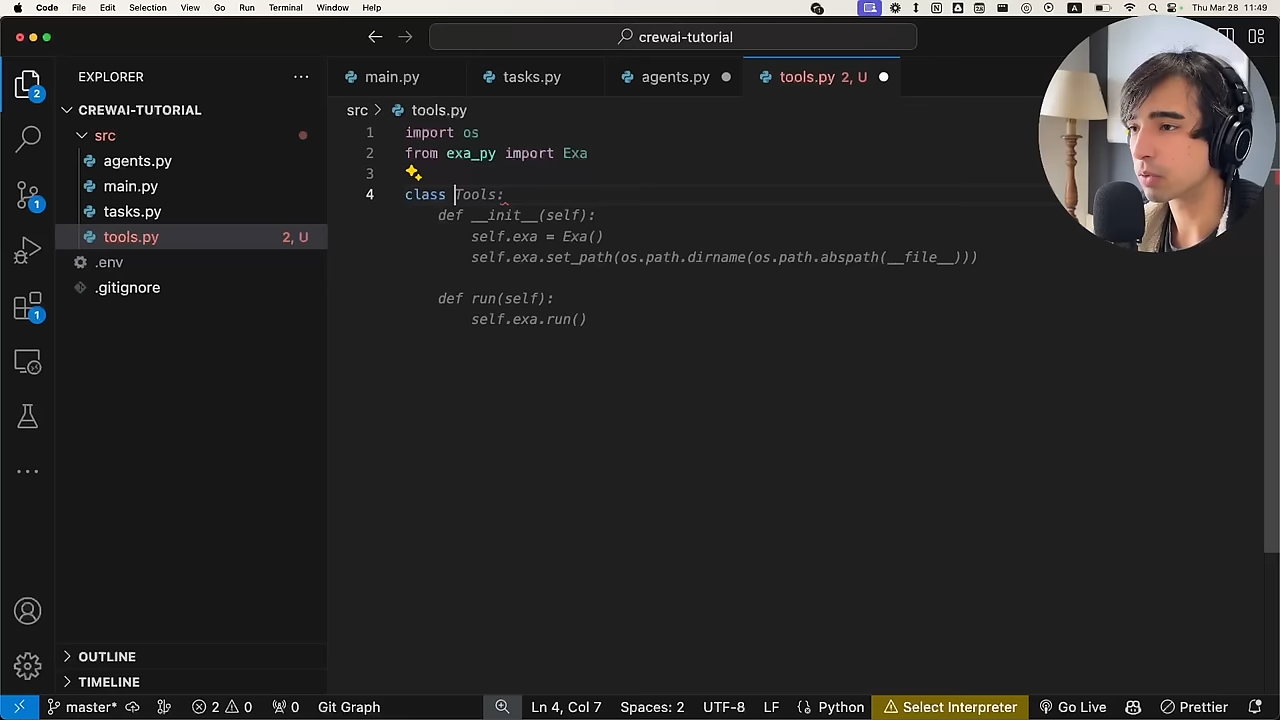 Code File Edit Selection View Go Run Terminal Window Help A Thu Mar 28 11:49
crewai-tutorial
EXPLORER
main.py tasks.py agents.py tools.py 2, U
CREWAI-TUTORIAL
src > tools.py
src
agents.py
main.py
tasks.py
tools.py 2, U
.env
.gitignore
2
1
1
1 import os
2 from exa_py import Exa
3
4 class Tools:
def __init__(self):
self.exa = Exa()
self.exa.set_path(os.path.dirname(os.path.abspath(__file__)))
def run(self):
self.exa.run()
OUTLINE
TIMELINE
master* 2 0 0 Git Graph Ln 4, Col 7 Spaces: 2 UTF-8 LF {} Python Select Interpreter Go Live Prettier